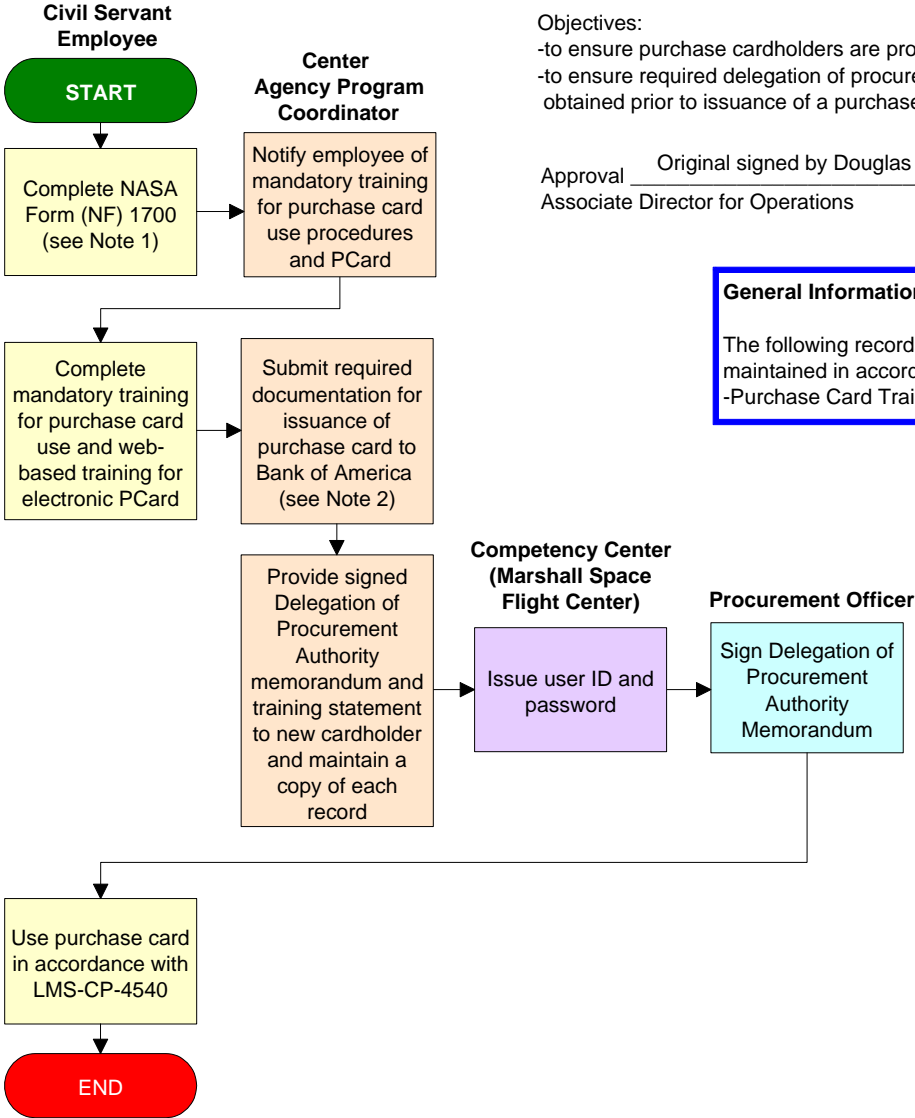 Civil Servant
Employee
START
Center
Agency Program
Coordinator
Complete NASA
Form (NF) 1700
(see Note 1)
Notify employee of
mandatory training
for purchase card
use procedures
and PCard
Complete
mandatory training
for purchase card
use and web-
based training for
electronic PCard
Submit required
documentation for
issuance of
purchase card to
Bank of America
(see Note 2)
Provide signed
Delegation of
Procurement
Authority
memorandum and
training statement
to new cardholder
and maintain a
copy of each
record
Competency Center
(Marshall Space
Flight Center)
Issue user ID and
password
Procurement Officer
Sign Delegation of
Procurement
Authority
Memorandum
Use purchase card
in accordance with
LMS-CP-4540
END
Objectives:
-to ensure purchase cardholders are
-to ensure required delegation of
obtained prior to issuance of a purchase
Approval Original signed by Douglas
Associate Director for Operations
General Information
The following
maintained in
-Purchase Card